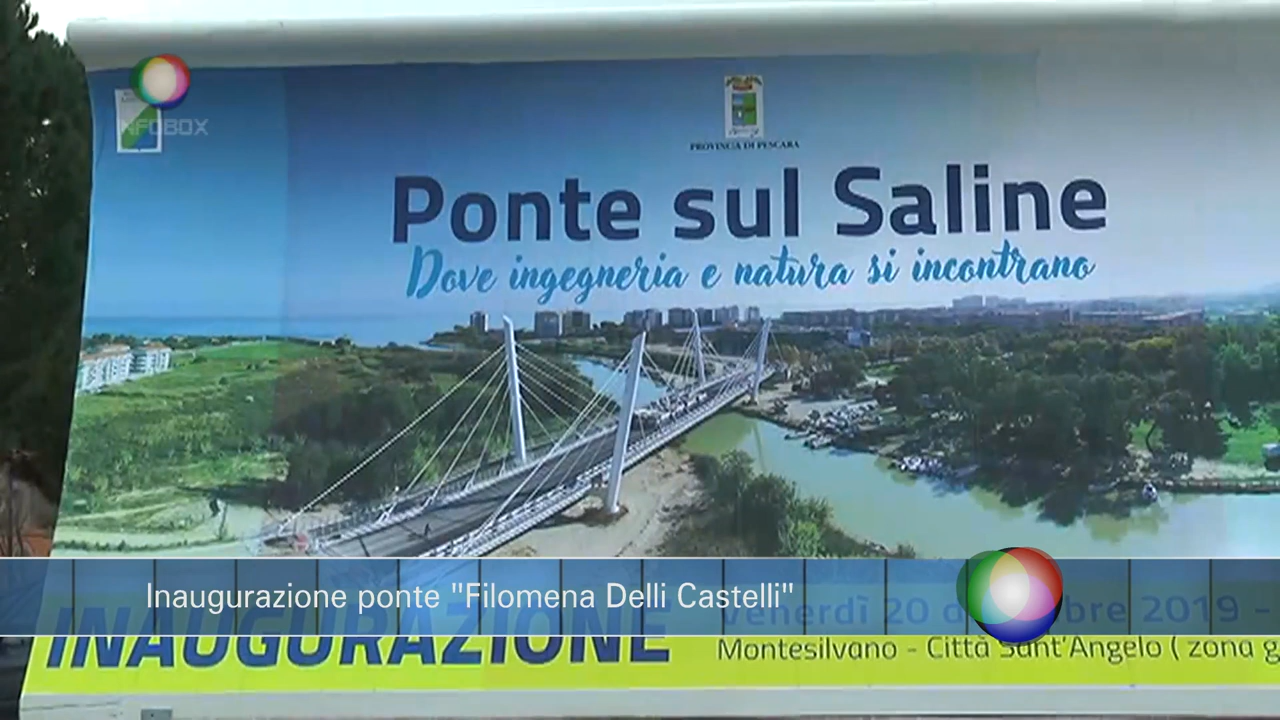 INFOBOX
PROVINCIA DI PESCARA
Ponte sul Saline
Dove ingegneria e natura si incontrano
Inaugurazione ponte "Filomena Delli Castelli"
Venerdì 20 2019 -
INAUGURAZIONE
Montesilvano - Città Sant'Angelo ( zona g